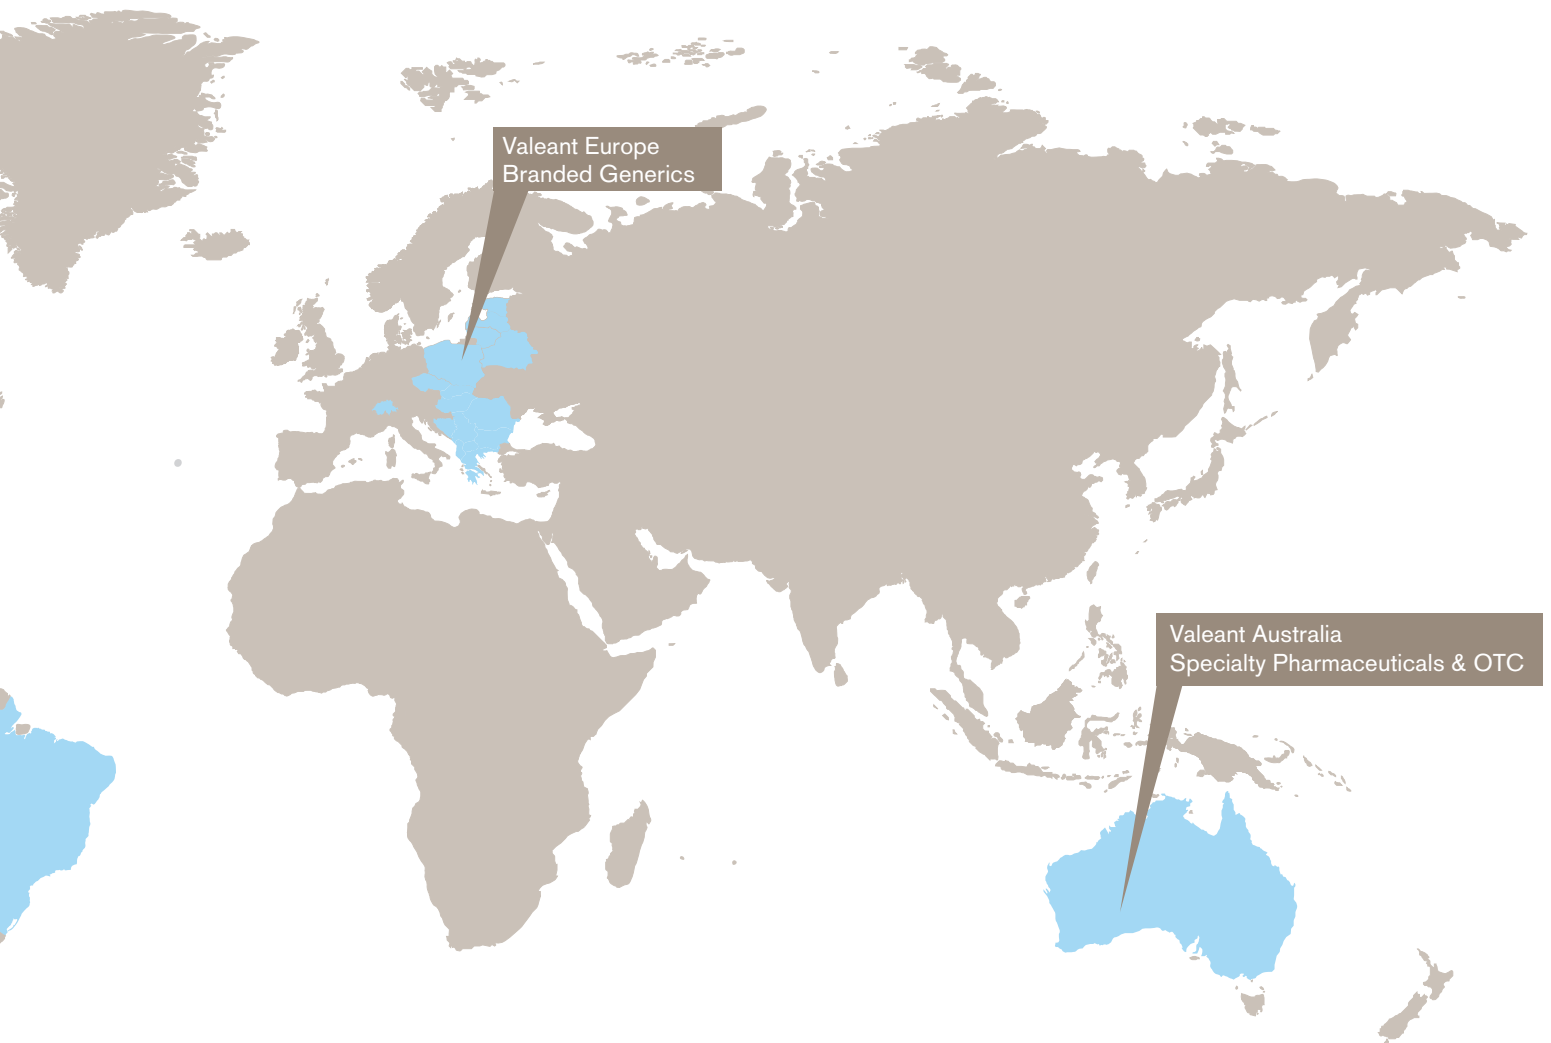 Valeant Europe
Branded Generics
Valeant Australia
Specialty Pharmaceuticals & OTC